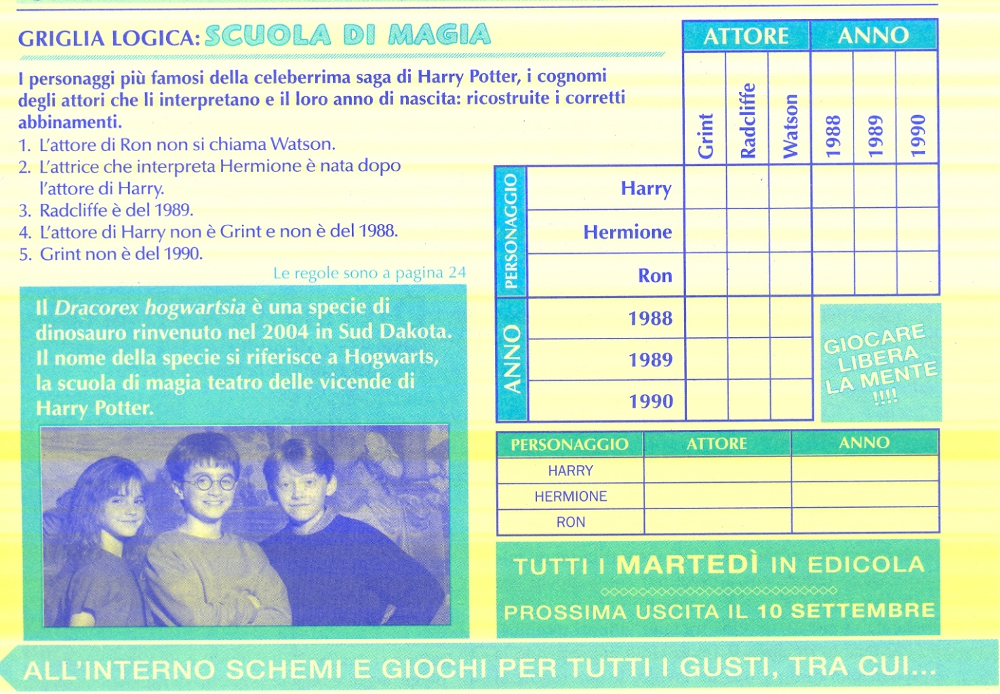 GRIGLIA LOGICA: SCUOLA DI MAGIA
I personaggi più famosi della celeberrima saga di Harry Potter, i cognomi
degli attori che li interpretano e il loro anno di nascita: ricostruite i corretti
abbinamenti.
1. L'attore di Ron non si chiama Watson.
2. L'attrice che interpreta Hermione è nata dopo
l'attore di Harry.
3. Radcliffe è del 1989.
4. L'attore di Harry non è Grint e non è del 1988.
5. Grint non è del 1990.
Le regole sono a pagina 24
Il Dracorex hogwartsia è una specie di
dinosauro rinvenuto nel 2004 in Sud Dakota.
Il nome della specie si riferisce a Hogwarts,
la scuola di magia teatro delle vicende di
Harry Potter.
ATTORE ANNO
Grint Radcliffe Watson 1988 1989 1990
PERSONAGGIO
Harry
Hermione
Ron
ANNO
1988
1989
1990
GIOCARE
LIBERA
LA MENTE
!!!!
PERSONAGGIO ATTORE ANNO
HARRY
HERMIONE
RON
TUTTI I MARTEDÌ IN EDICOLA
PROSSIMA USCITA IL 10 SETTEMBRE
ALL'INTERNO SCHEMI E GIOCHI PER TUTTI I GUSTI, TRA CUI...